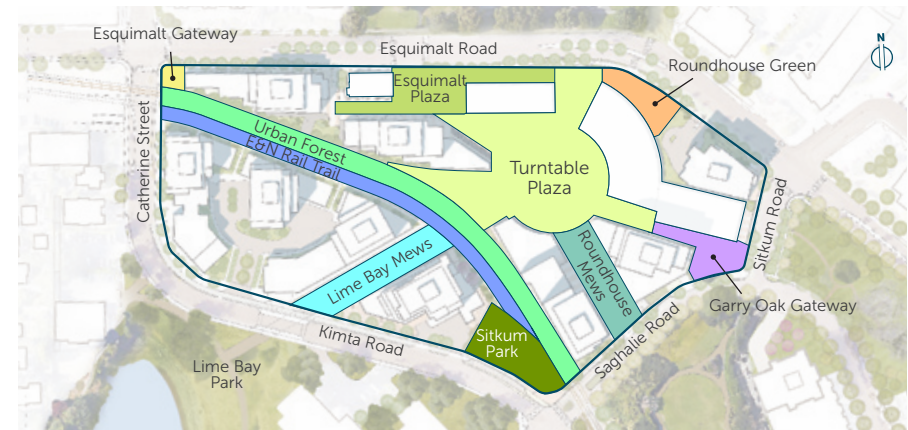 Esquimalt Gateway
Esquimalt Road
N
Roundhouse Green
Esquimalt
Plaza
Catherine Street
Urban Forest
E&N Rail Trail
Turntable
Plaza
Sitkum Road
Lime Bay Mews
Roundhouse
Mews
Garry Oak Gateway
Kimta Road
Sitkum
Park
Saghalie Road
Lime Bay
Park